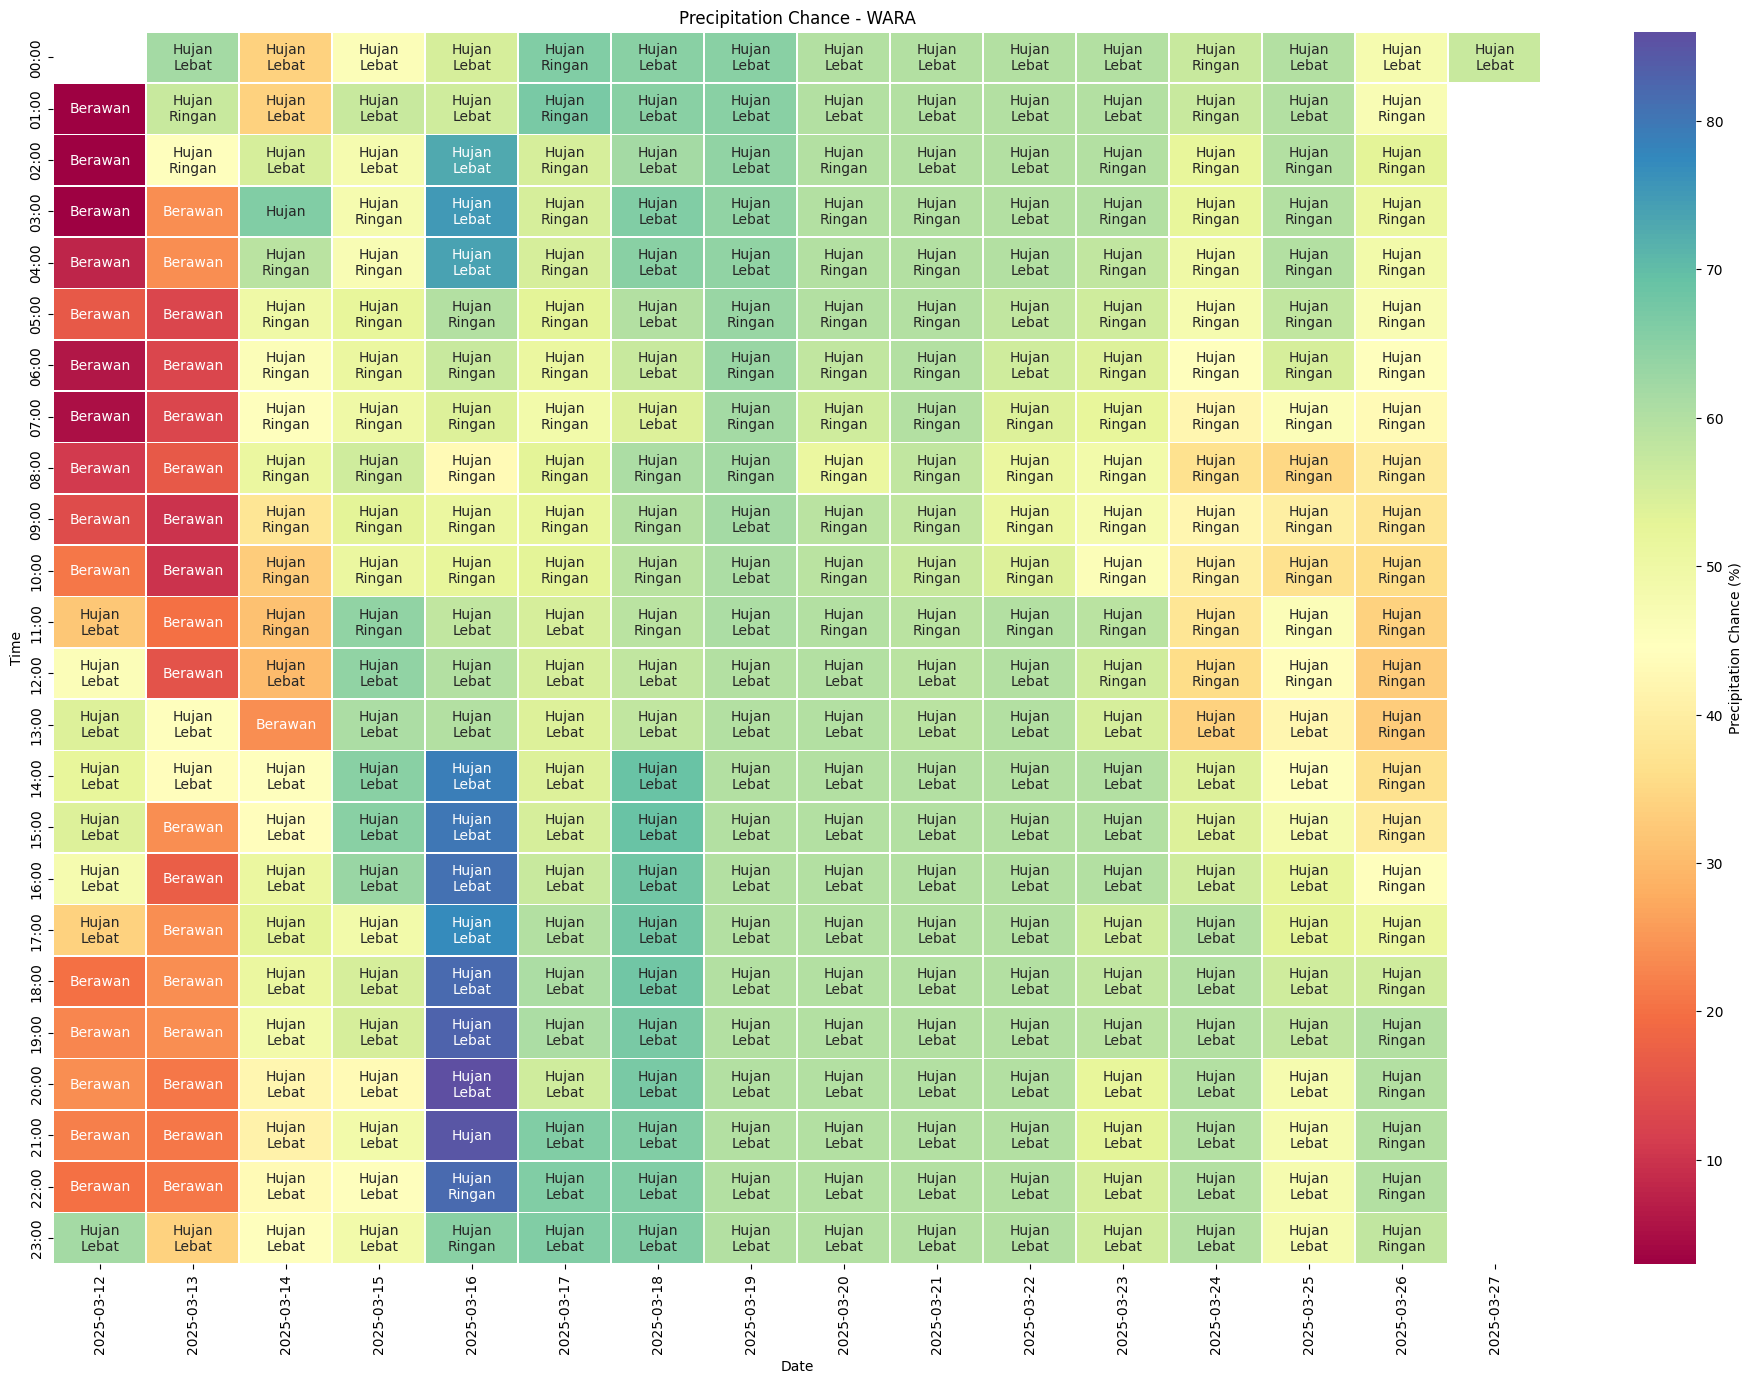 Precipitation Chance - WARA
00:00
Hujan Hujan Hujan Hujan Hujan Hujan Hujan Hujan Hujan Hujan Hujan Hujan Hujan Hujan Hujan
Lebat Lebat Lebat Lebat Ringan Lebat Lebat Lebat Lebat Lebat Lebat Ringan Lebat Lebat Lebat
01:00
Berawan Hujan Hujan Hujan Hujan Hujan Hujan Hujan Hujan Hujan Hujan Hujan Hujan Hujan Hujan
Ringan Lebat Lebat Lebat Ringan Lebat Lebat Lebat Lebat Lebat Lebat Ringan Lebat Ringan
02:00
Berawan Hujan Hujan Hujan Hujan Hujan Hujan Hujan Hujan Hujan Hujan Hujan Hujan Hujan Hujan
Ringan Lebat Lebat Lebat Ringan Lebat Lebat Ringan Lebat Lebat Ringan Ringan Ringan Ringan
03:00
Berawan Berawan Hujan Hujan Hujan Hujan Hujan Hujan Hujan Hujan Hujan Hujan Hujan Hujan Hujan
Ringan Lebat Ringan Lebat Lebat Ringan Ringan Lebat Ringan Ringan Ringan Ringan
04:00
Berawan Berawan Hujan Hujan Hujan Hujan Hujan Hujan Hujan Hujan Hujan Hujan Hujan Hujan Hujan
Ringan Ringan Lebat Ringan Lebat Lebat Ringan Ringan Lebat Ringan Ringan Ringan Ringan
05:00
Berawan Berawan Hujan Hujan Hujan Hujan Hujan Hujan Hujan Hujan Hujan Hujan Hujan Hujan Hujan
Ringan Ringan Ringan Ringan Lebat Ringan Ringan Ringan Lebat Ringan Ringan Ringan Ringan
06:00
Berawan Berawan Hujan Hujan Hujan Hujan Hujan Hujan Hujan Hujan Hujan Hujan Hujan Hujan Hujan
Ringan Ringan Ringan Ringan Lebat Ringan Ringan Ringan Lebat Ringan Ringan Ringan Ringan
07:00
Berawan Berawan Hujan Hujan Hujan Hujan Hujan Hujan Hujan Hujan Hujan Hujan Hujan Hujan Hujan
Ringan Ringan Ringan Ringan Lebat Ringan Ringan Ringan Ringan Ringan Ringan Ringan Ringan
08:00
Berawan Berawan Hujan Hujan Hujan Hujan Hujan Hujan Hujan Hujan Hujan Hujan Hujan Hujan Hujan
Ringan Ringan Ringan Ringan Ringan Ringan Ringan Ringan Ringan Ringan Ringan Ringan Ringan
09:00
Berawan Berawan Hujan Hujan Hujan Hujan Hujan Hujan Hujan Hujan Hujan Hujan Hujan Hujan Hujan
Ringan Ringan Ringan Ringan Ringan Lebat Ringan Ringan Ringan Ringan Ringan Ringan Ringan
10:00
Berawan Berawan Hujan Hujan Hujan Hujan Hujan Hujan Hujan Hujan Hujan Hujan Hujan Hujan Hujan
Ringan Ringan Ringan Ringan Ringan Lebat Ringan Ringan Ringan Ringan Ringan Ringan Ringan
11:00
Hujan Berawan Hujan Hujan Hujan Hujan Hujan Hujan Hujan Hujan Hujan Hujan Hujan Hujan Hujan
Lebat Ringan Ringan Lebat Lebat Ringan Lebat Ringan Ringan Ringan Ringan Ringan Ringan Ringan
12:00
Hujan Berawan Hujan Hujan Hujan Hujan Hujan Hujan Hujan Hujan Hujan Hujan Hujan Hujan Hujan
Lebat Lebat Lebat Lebat Lebat Lebat Lebat Lebat Lebat Lebat Ringan Ringan Ringan Ringan
13:00
Hujan Hujan Berawan Hujan Hujan Hujan Hujan Hujan Hujan Hujan Hujan Hujan Hujan Hujan Hujan
Lebat Lebat Lebat Lebat Lebat Lebat Lebat Lebat Lebat Lebat Lebat Lebat Lebat Ringan
14:00
Hujan Hujan Hujan Hujan Hujan Hujan Hujan Hujan Hujan Hujan Hujan Hujan Hujan Hujan Hujan
Lebat Lebat Lebat Lebat Lebat Lebat Lebat Lebat Lebat Lebat Lebat Lebat Lebat Lebat Ringan
15:00
Hujan Berawan Hujan Hujan Hujan Hujan Hujan Hujan Hujan Hujan Hujan Hujan Hujan Hujan Hujan
Lebat Lebat Lebat Lebat Lebat Lebat Lebat Lebat Lebat Lebat Lebat Lebat Lebat Ringan
16:00
Hujan Berawan Hujan Hujan Hujan Hujan Hujan Hujan Hujan Hujan Hujan Hujan Hujan Hujan Hujan
Lebat Lebat Lebat Lebat Lebat Lebat Lebat Lebat Lebat Lebat Lebat Lebat Lebat Ringan
17:00
Hujan Berawan Hujan Hujan Hujan Hujan Hujan Hujan Hujan Hujan Hujan Hujan Hujan Hujan Hujan
Lebat Lebat Lebat Lebat Lebat Lebat Lebat Lebat Lebat Lebat Lebat Lebat Lebat Ringan
18:00
Berawan Berawan Hujan Hujan Hujan Hujan Hujan Hujan Hujan Hujan Hujan Hujan Hujan Hujan Hujan
Lebat Lebat Lebat Lebat Lebat Lebat Lebat Lebat Lebat Lebat Lebat Lebat Ringan
19:00
Berawan Berawan Hujan Hujan Hujan Hujan Hujan Hujan Hujan Hujan Hujan Hujan Hujan Hujan Hujan
Lebat Lebat Lebat Lebat Lebat Lebat Lebat Lebat Lebat Lebat Lebat Lebat Ringan
20:00
Berawan Berawan Hujan Hujan Hujan Hujan Hujan Hujan Hujan Hujan Hujan Hujan Hujan Hujan Hujan
Lebat Lebat Lebat Lebat Lebat Lebat Lebat Lebat Lebat Lebat Lebat Lebat Ringan
21:00
Berawan Berawan Hujan Hujan Hujan Hujan Hujan Hujan Hujan Hujan Hujan Hujan Hujan Hujan Hujan
Lebat Lebat Lebat Lebat Lebat Lebat Lebat Lebat Lebat Lebat Lebat Ringan
22:00
Berawan Berawan Hujan Hujan Hujan Hujan Hujan Hujan Hujan Hujan Hujan Hujan Hujan Hujan Hujan
Lebat Lebat Ringan Lebat Lebat Lebat Lebat Lebat Lebat Lebat Lebat Lebat Ringan
23:00
Hujan Hujan Hujan Hujan Hujan Hujan Hujan Hujan Hujan Hujan Hujan Hujan Hujan Hujan Hujan
Lebat Lebat Lebat Lebat Ringan Lebat Lebat Lebat Lebat Lebat Lebat Lebat Lebat Lebat Ringan
Time
2025-03-12
2025-03-13
2025-03-14
2025-03-15
2025-03-16
2025-03-17
2025-03-18
2025-03-19
2025-03-20
2025-03-21
2025-03-22
2025-03-23
2025-03-24
2025-03-25
2025-03-26
2025-03-27
Date
80
70
60
50
40
30
20
10
Precipitation Chance (%)